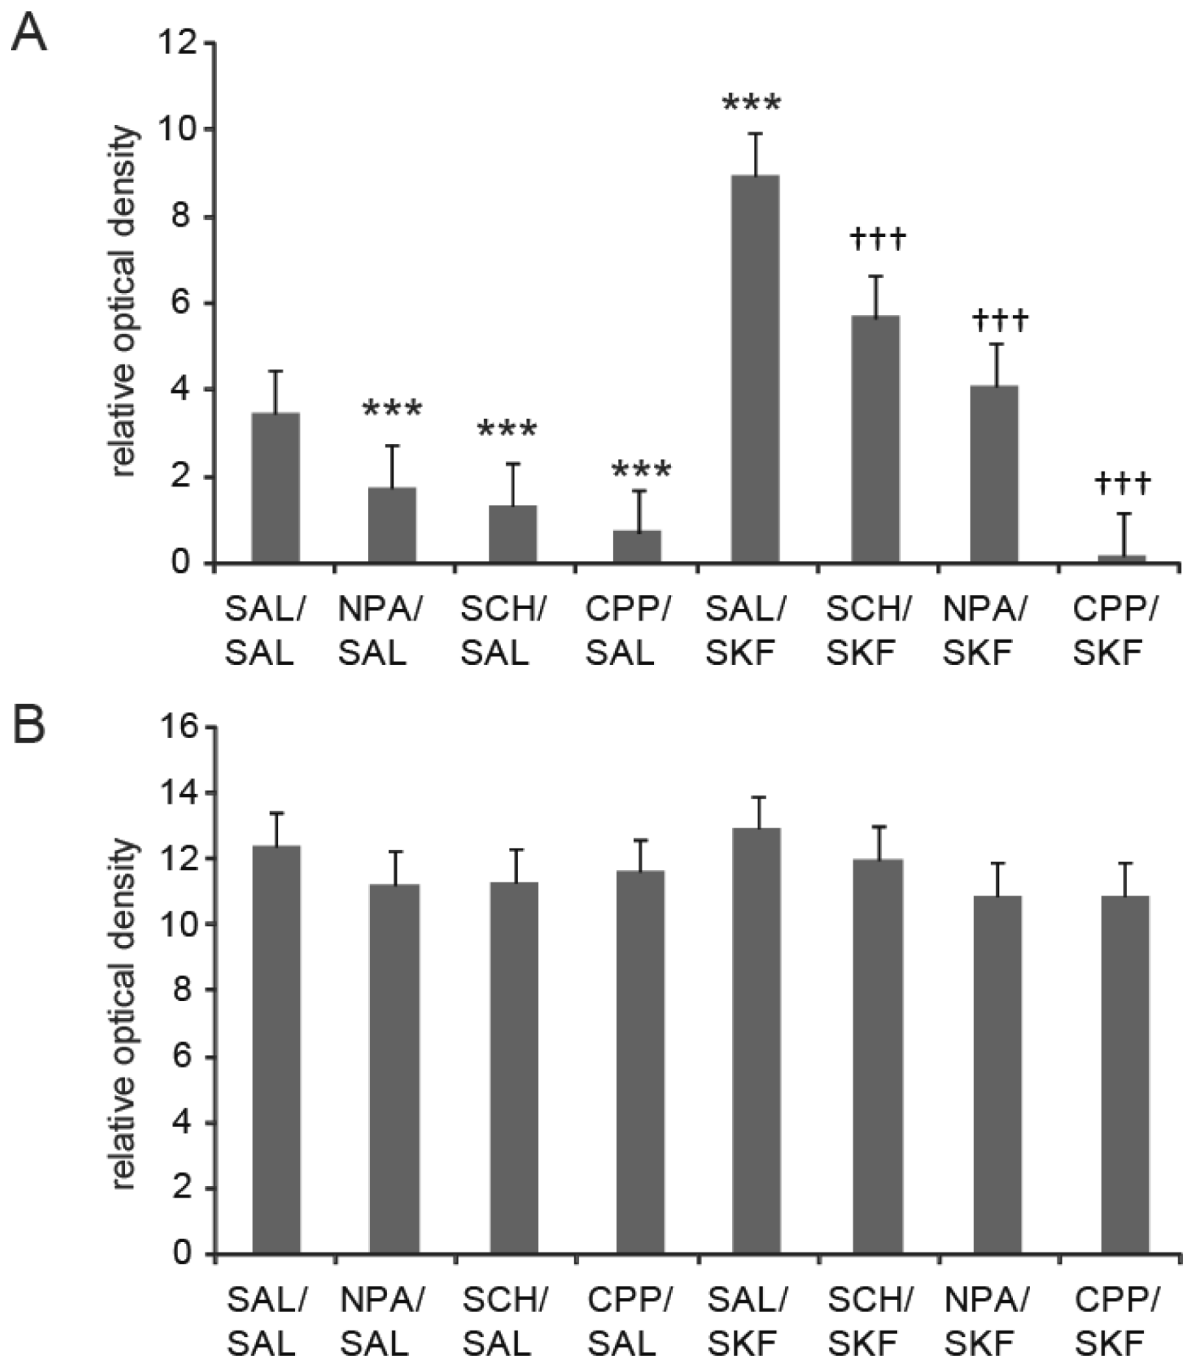 A
relative optical density
12
10
8
6
4
2
0
***
***
***
***
†††
†††
†††
SAL/ NPA/ SCH/ CPP/ SAL/ SCH/ NPA/ CPP/
SAL SAL SAL SAL SKF SKF SKF SKF
B
relative optical density
16
14
12
10
8
6
4
2
0
SAL/ NPA/ SCH/ CPP/ SAL/ SCH/ NPA/ CPP/
SAL SAL SAL SAL SKF SKF SKF SKF